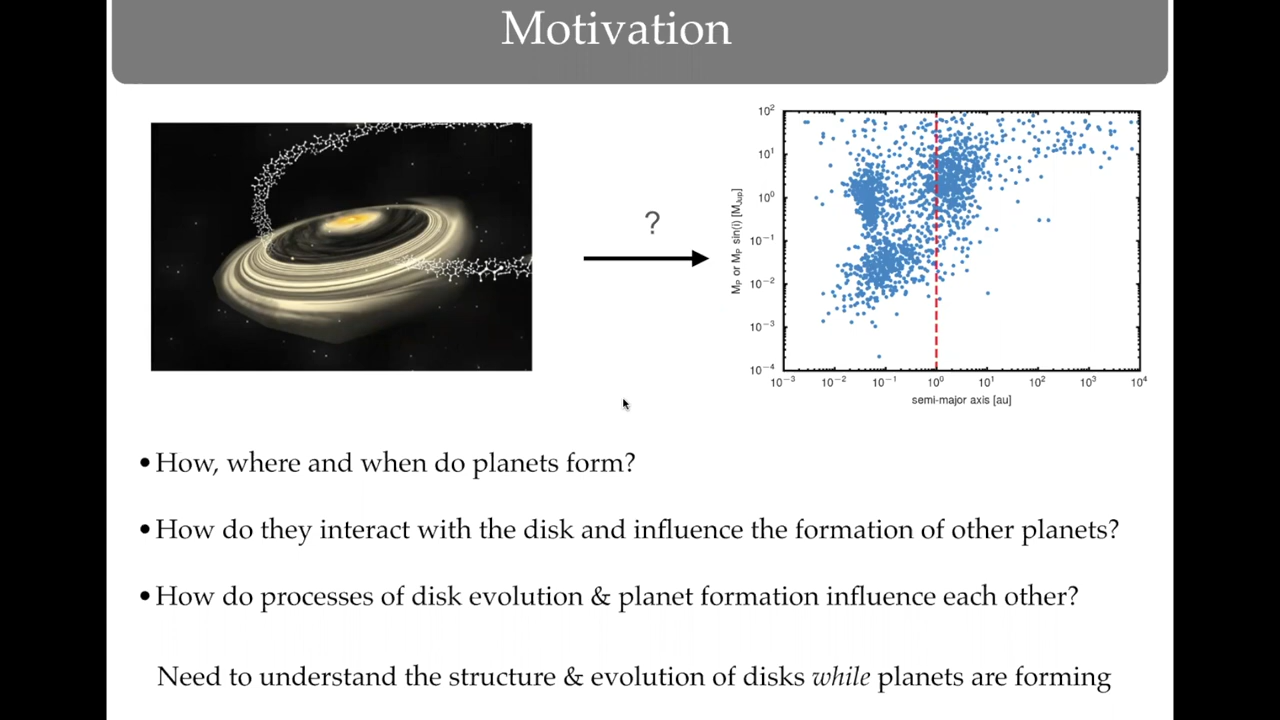 Motivation
?
10²
10¹
10⁰
10⁻¹
10⁻²
10⁻³
10⁻⁴
M_P or M_P sin(i) [M_Jup]
10⁻³ 10⁻² 10⁻¹ 10⁰ 10¹ 10² 10³ 10⁴
semi-major axis [au]
• How, where and when do planets form?
• How do they interact with the disk and influence the formation of other planets?
• How do processes of disk evolution & planet formation influence each other?
Need to understand the structure & evolution of disks while planets are forming